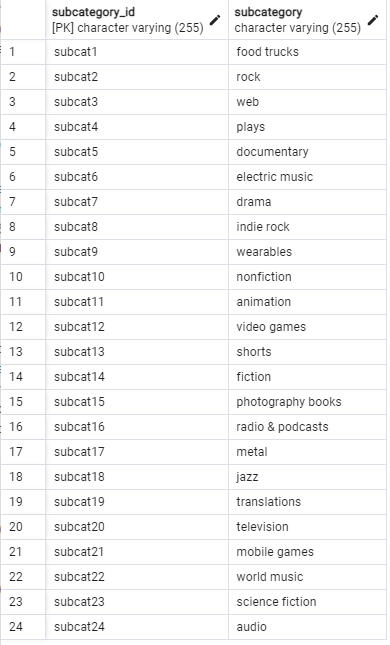 subcategory_id subcategory
[PK] character varying (255) character varying (255)
1 subcat1 food trucks
2 subcat2 rock
3 subcat3 web
4 subcat4 plays
5 subcat5 documentary
6 subcat6 electric music
7 subcat7 drama
8 subcat8 indie rock
9 subcat9 wearables
10 subcat10 nonfiction
11 subcat11 animation
12 subcat12 video games
13 subcat13 shorts
14 subcat14 fiction
15 subcat15 photography books
16 subcat16 radio & podcasts
17 subcat17 metal
18 subcat18 jazz
19 subcat19 translations
20 subcat20 television
21 subcat21 mobile games
22 subcat22 world music
23 subcat23 science fiction
24 subcat24 audio